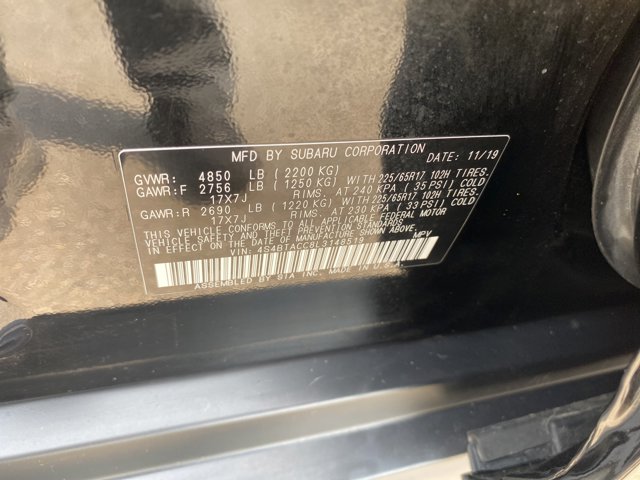 MFD BY SUBARU CORPORATION DATE: 11/19
GVWR: 4850 LB (2200 KG)
GAWR:F 2756 LB (1250 KG) WITH 225/65R17 102H TIRES.
17X7J RIMS. AT 240 KPA (35 PSI) COLD
GAWR:R 2690 LB (1220 KG) WITH 225/65R17 102H TIRES.
17X7J RIMS. AT 230 KPA (33 PSI) COLD
THIS VEHICLE CONFORMS TO ALL APPLICABLE FEDERAL MOTOR
VEHICLE SAFETY AND THEFT PREVENTION STANDARDS
IN EFFECT ON THE DATE OF MANUFACTURE SHOWN ABOVE.
VIN: 4S4BTACC8L3148519 MPV
ASSEMBLED BY SIA INC. MADE IN U.S.A.